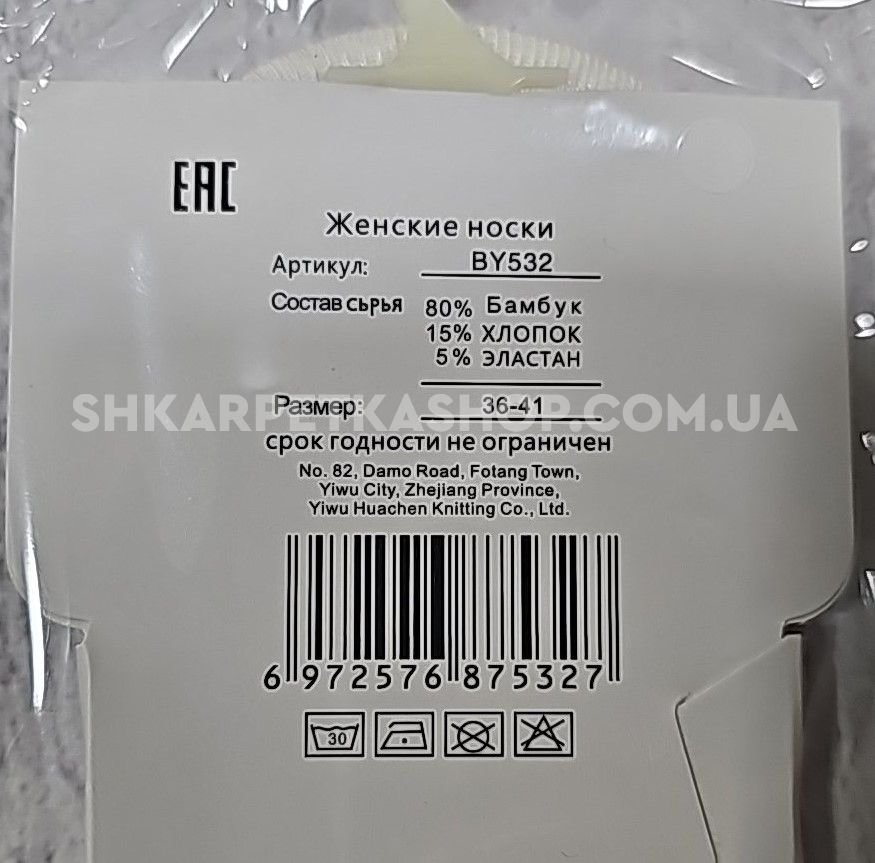 EAC
Женские носки
Артикул: BY532
Состав сырья 80% Бамбук
15% ХЛОПОК
5% ЭЛАСТАН
Размер: 36-41
SHKARPETKASHOP.COM.UA
срок годности не ограничен
No. 82, Damo Road, Fotang Town,
Yiwu City, Zhejiang Province,
Yiwu Huachen Knitting Co., Ltd.
6 972576 875327
30